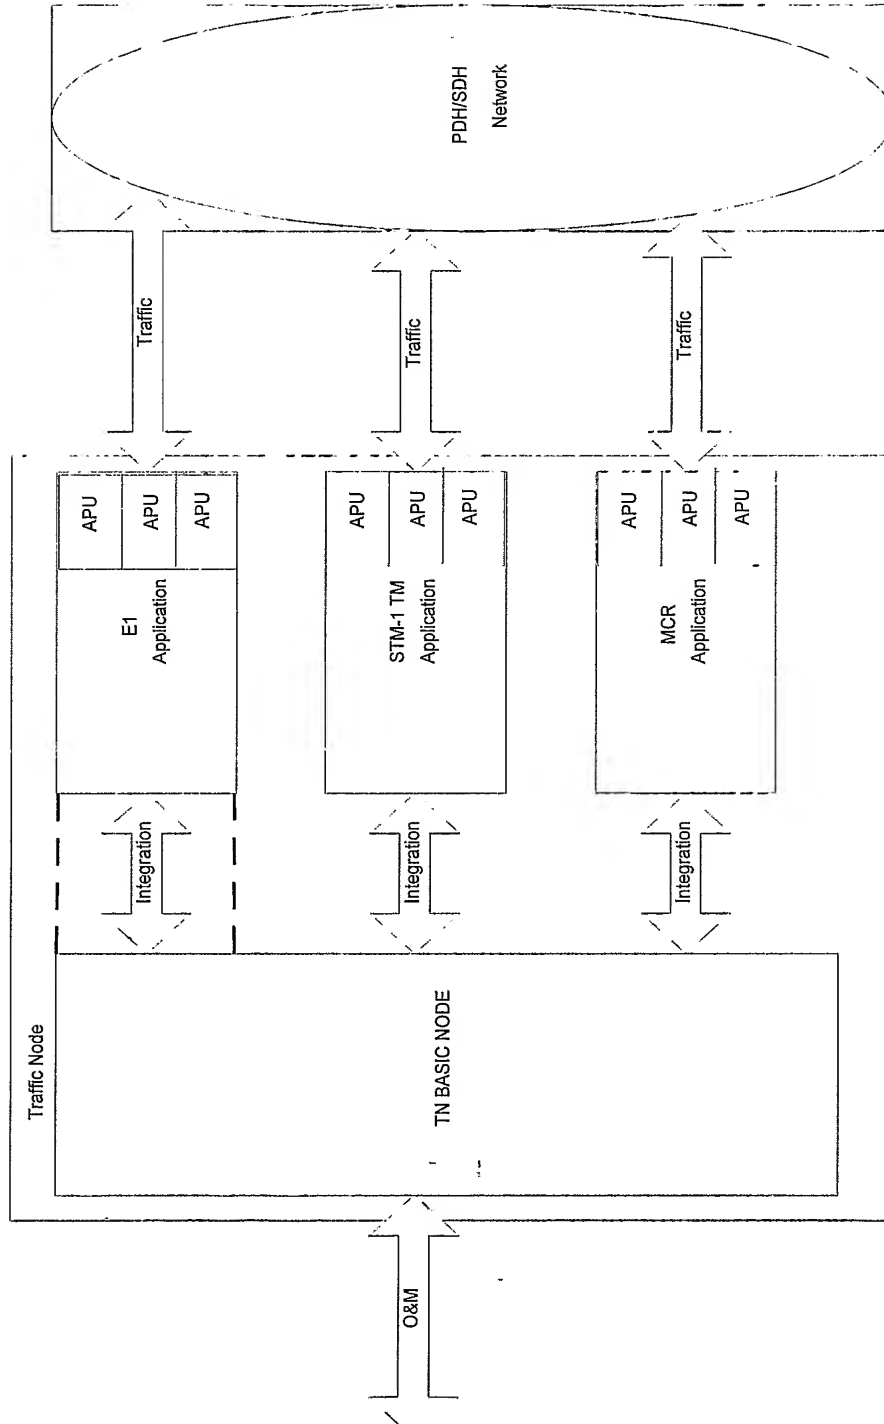 Traffic Node
O&M
TN BASIC NODE
Integration
Integration
Integration
E1
Application
APU
APU
APU
STM-1 TM
Application
APU
APU
APU
MCR
Application
APU
APU
APU
Traffic
Traffic
Traffic
PDH/SDH
Network